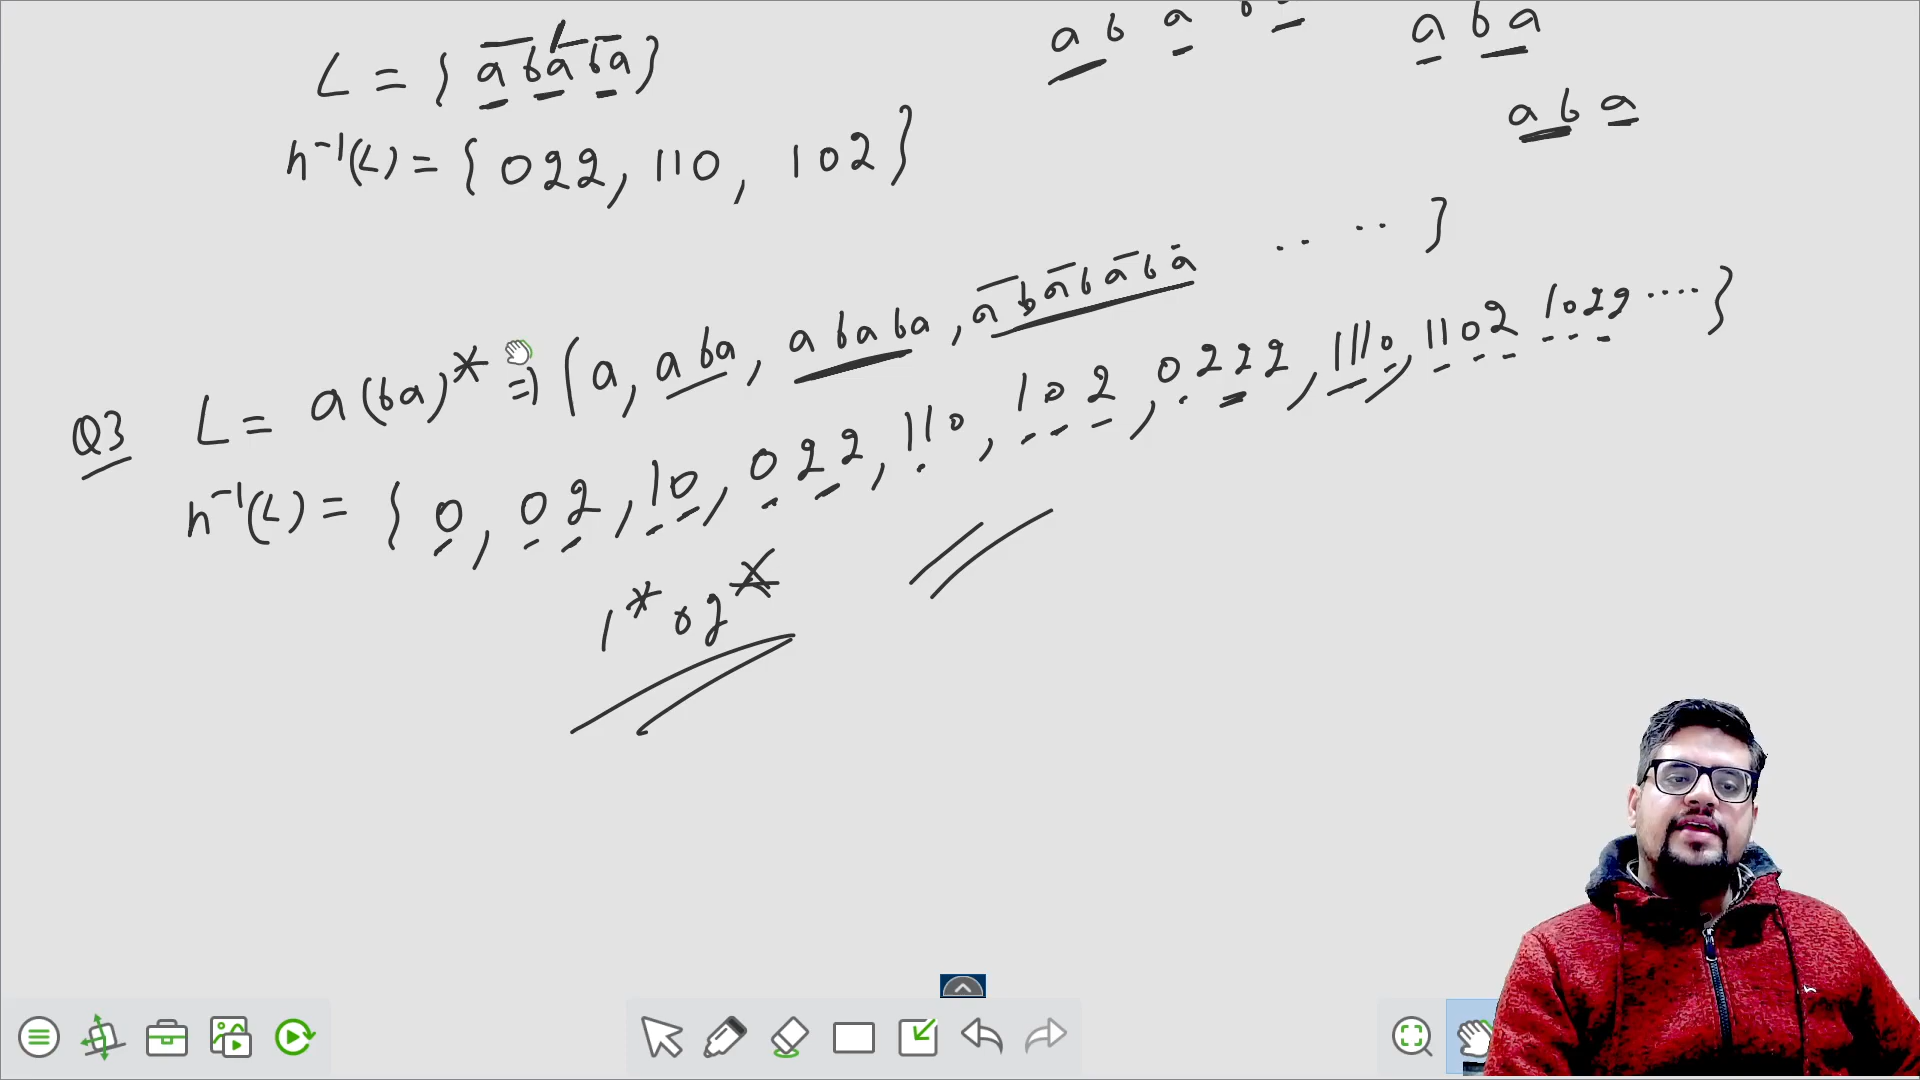 L = { ababa }
a b a b
a b a
a b a
h⁻¹(L) = { 022, 110, 102 }
Q3 L = a(ba)* ⇒ {a, aba, ababa, abababa .. .. }
h⁻¹(L) = { 0, 02, 10, 022, 110, 102, 0222, 1110, 1102 1022 .... }
1*02*